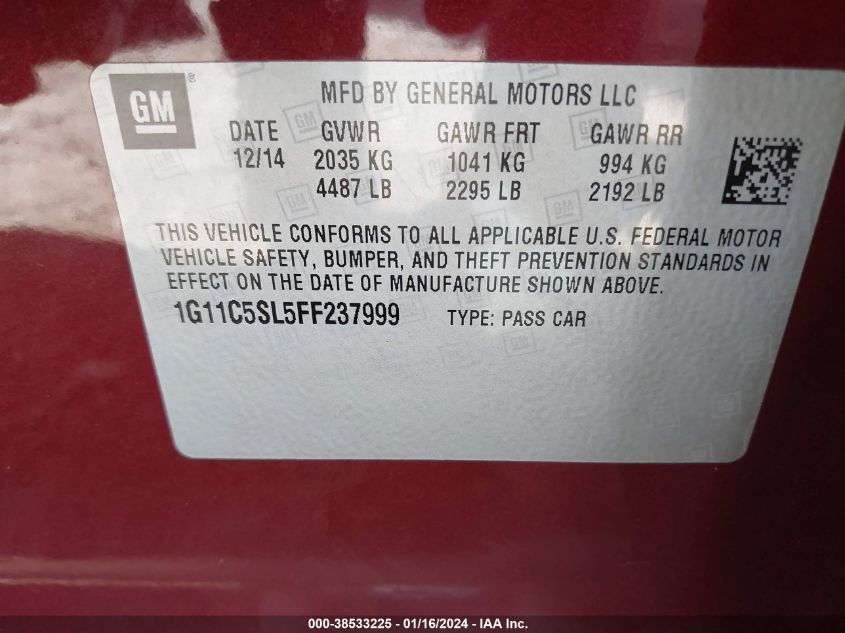 GM ®
MFD BY GENERAL MOTORS LLC
DATE GVWR GAWR FRT GAWR RR
12/14 2035 KG 1041 KG 994 KG
4487 LB 2295 LB 2192 LB
THIS VEHICLE CONFORMS TO ALL APPLICABLE U.S. FEDERAL MOTOR
VEHICLE SAFETY, BUMPER, AND THEFT PREVENTION STANDARDS IN
EFFECT ON THE DATE OF MANUFACTURE SHOWN ABOVE.
1G11C5SL5FF237999 TYPE: PASS CAR
000-38533225 - 01/16/2024 - IAA Inc.